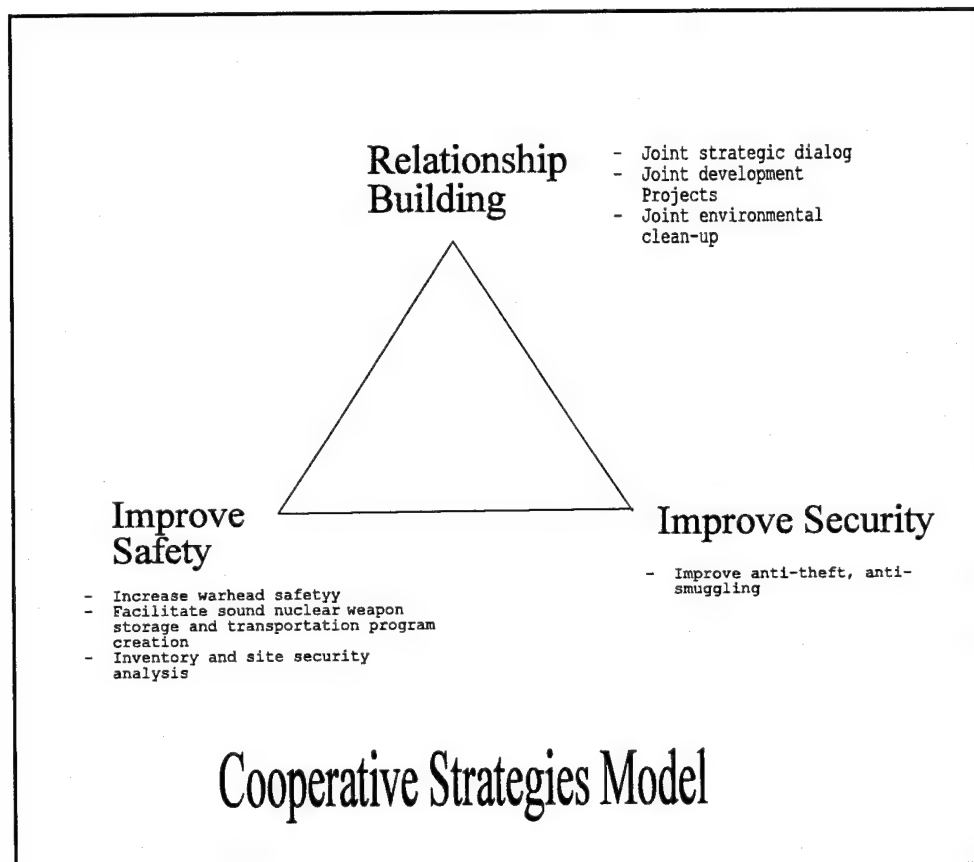 Relationship
Building
- Joint strategic dialog
- Joint development
Projects
- Joint environmental
clean-up
Improve
Safety
- Increase warhead safetyy
- Facilitate sound nuclear weapon
storage and transportation program
creation
- Inventory and site security
analysis
Improve Security
- Improve anti-theft, anti-
smuggling
Cooperative Strategies Model